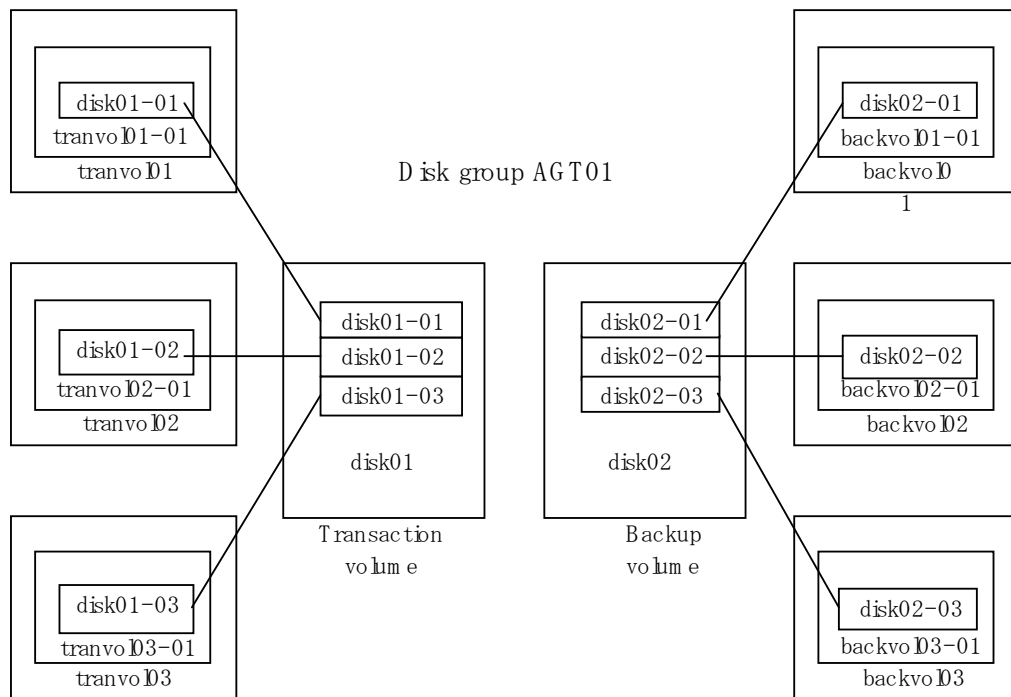 disk01-01
tranvol01-01
tranvol01
Disk group AGT01
disk02-01
backvol01-01
backvol0
1
disk01-02
tranvol02-01
tranvol02
disk01-01
disk01-02
disk01-03
disk01
Transaction
volume
disk02-01
disk02-02
disk02-03
disk02
Backup
volume
disk02-02
backvol02-01
backvol02
disk01-03
tranvol03-01
tranvol03
disk02-03
backvol03-01
backvol03